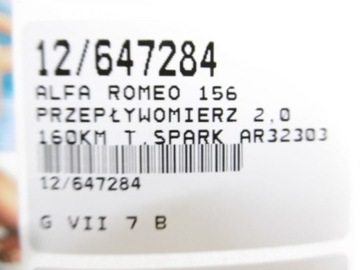 12/647284
ALFA ROMEO 156
PRZEPŁYWOMIERZ 2,0
160KM T.SPARK AR32303
12/647284
G VII 7 B